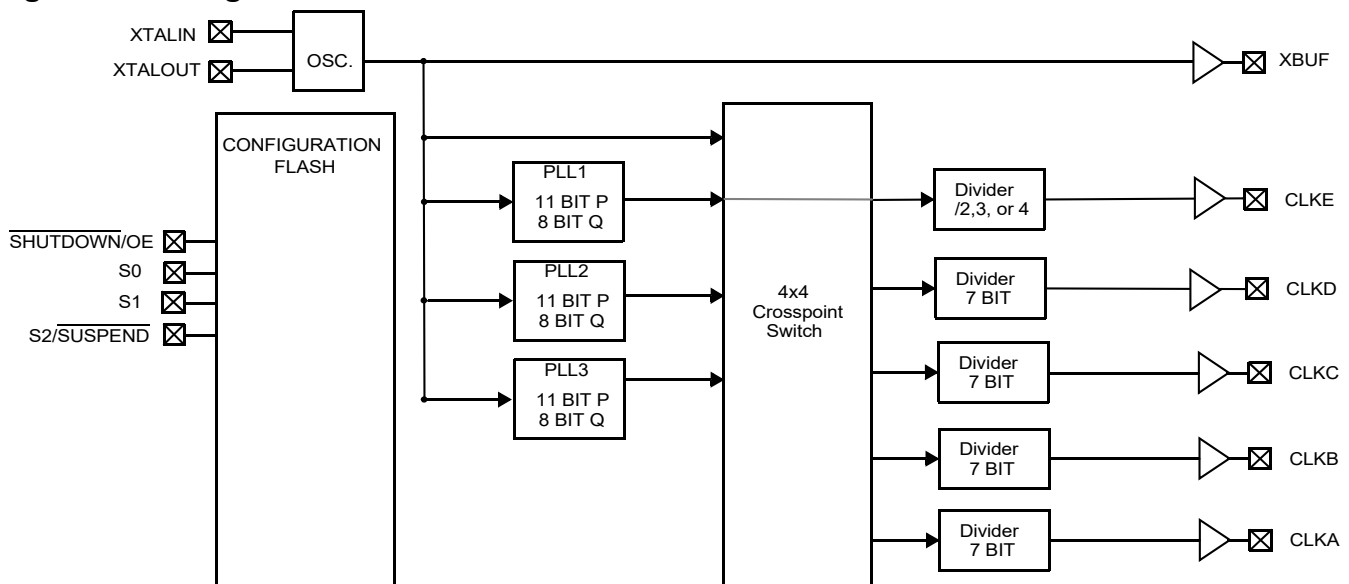 XTALIN
XTALOUT
OSC.
XBUF
CONFIGURATION
FLASH
SHUTDOWN/OE
S0
S1
S2/SUSPEND
PLL1
11 BIT P
8 BIT Q
PLL2
11 BIT P
8 BIT Q
PLL3
11 BIT P
8 BIT Q
4x4
Crosspoint
Switch
Divider
/2,3, or 4
CLKE
Divider
7 BIT
CLKD
Divider
7 BIT
CLKC
Divider
7 BIT
CLKB
Divider
7 BIT
CLKA